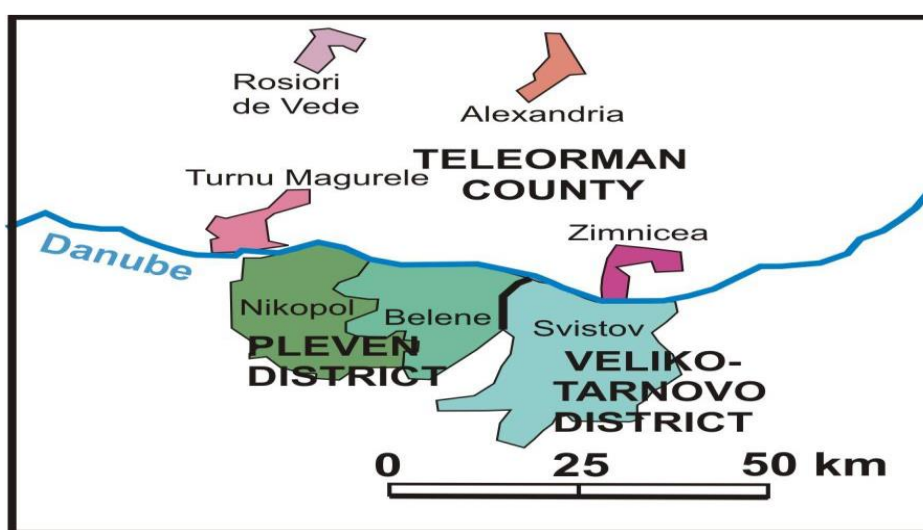 Rosiori
de Vede
Alexandria
TELEORMAN
COUNTY
Turnu Magurele
Zimnicea
Danube
Nikopol
Belene
Svistov
PLEVEN
DISTRICT
VELIKO-
TARNOVO
DISTRICT
0 25 50 km